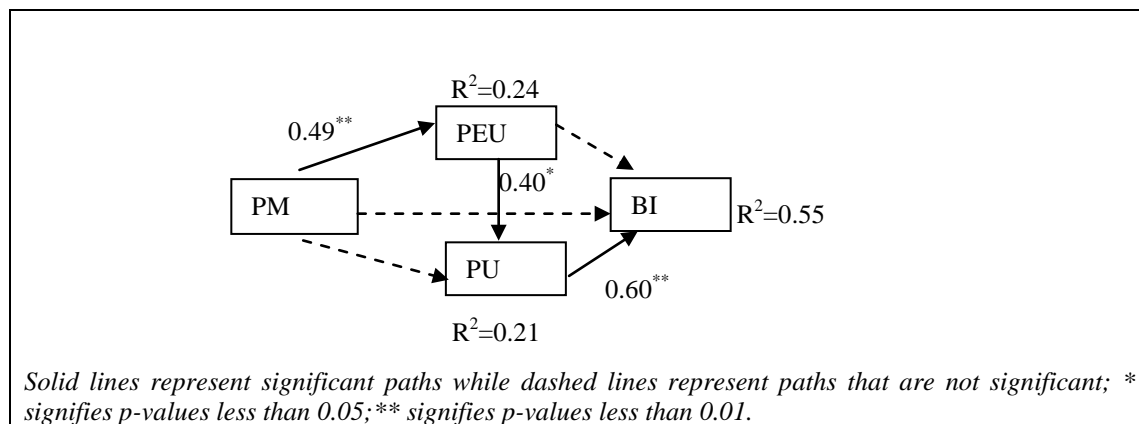 R²=0.24
0.49**
PEU
0.40*
PM
BI
R²=0.55
PU
0.60**
R²=0.21
Solid lines represent significant paths while dashed lines represent paths that are not significant; *
signifies p-values less than 0.05;** signifies p-values less than 0.01.